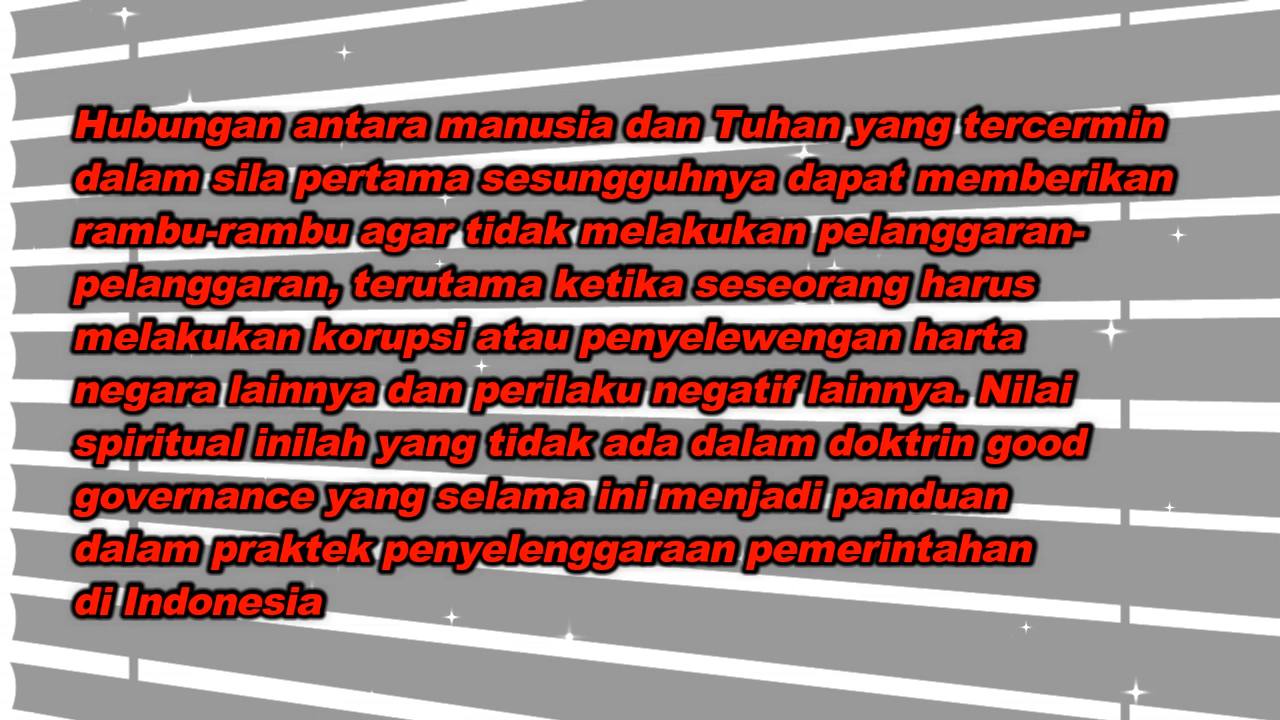 Hubungan antara manusia dan Tuhan yang tercermin
dalam sila pertama sesungguhnya dapat memberikan
rambu-rambu agar tidak melakukan pelanggaran-
pelanggaran, terutama ketika seseorang harus
melakukan korupsi atau penyelewengan harta
negara lainnya dan perilaku negatif lainnya. Nilai
spiritual inilah yang tidak ada dalam doktrin good
governance yang selama ini menjadi panduan
dalam praktek penyelenggaraan pemerintahan
di Indonesia